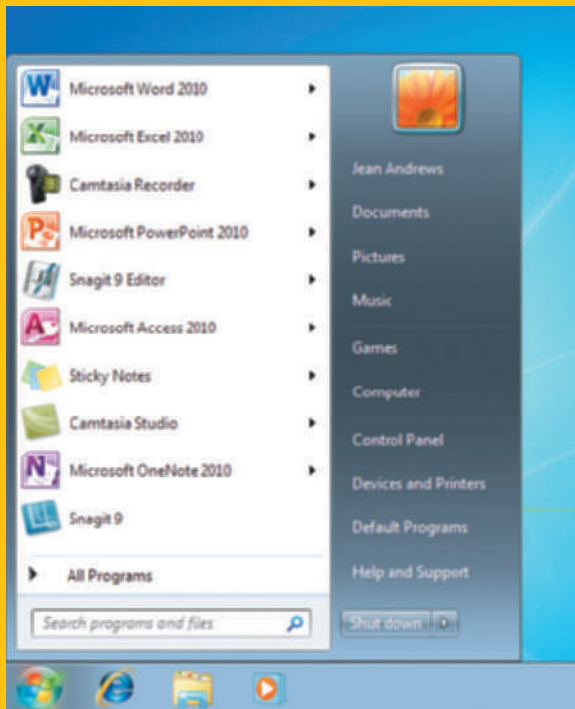 Microsoft Word 2010
Microsoft Excel 2010
Camtasia Recorder
Microsoft PowerPoint 2010
Snagit 9 Editor
Microsoft Access 2010
Sticky Notes
Camtasia Studio
Microsoft OneNote 2010
Snagit 9
All Programs
Search programs and files
Jean Andrews
Documents
Pictures
Music
Games
Computer
Control Panel
Devices and Printers
Default Programs
Help and Support
Shut down